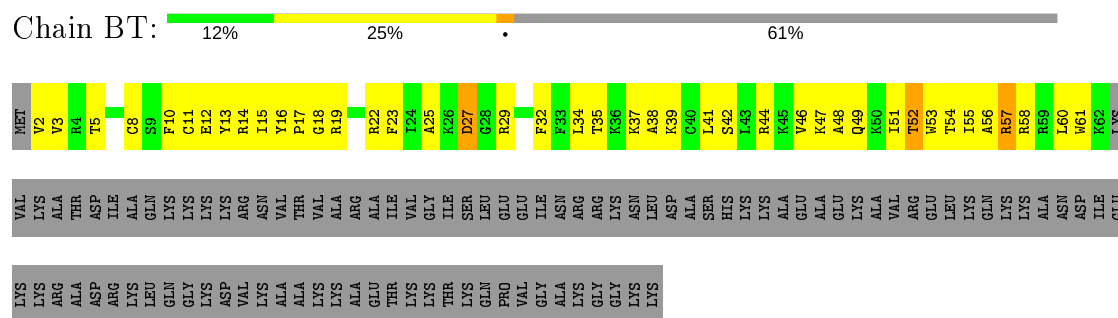 Chain BT:
12% 25% • 61%
MET V2 V3 R4 T5 C8 S9 F10 C11 E12 Y13 R14 I15 Y16 P17 G18 R19 R22 F23 I24 A25 K26 D27 G28 R29 F32 F33 L34 T35 K36 K37 A38 K39 C40 L41 S42 L43 R44 K45 V46 K47 A48 Q49 K50 I51 T52 W53 T54 I55 A56 R57 R58 R59 L60 W61 K62 LYS
VAL LYS ALA THR ASP ILE ALA GLN LYS LYS LYS LYS ARG ASN VAL THR VAL ALA ARG ALA ILE VAL GLY ILE SER LEU GLU GLU ILE ASN ARG ARG LYS ASN LEU ASP ALA SER HIS LYS LYS ALA GLU ALA GLU LYS ALA VAL ARG GLU LEU LYS GLN LYS LYS ALA ASN ASP ILE GLU
LYS LYS ARG ALA ASP ARG LYS LEU GLN GLY LYS ASP VAL LYS ALA ALA LYS LYS ALA GLU THR LYS LYS THR LYS GLN PRO VAL GLY ALA LYS GLY GLY LYS LYS